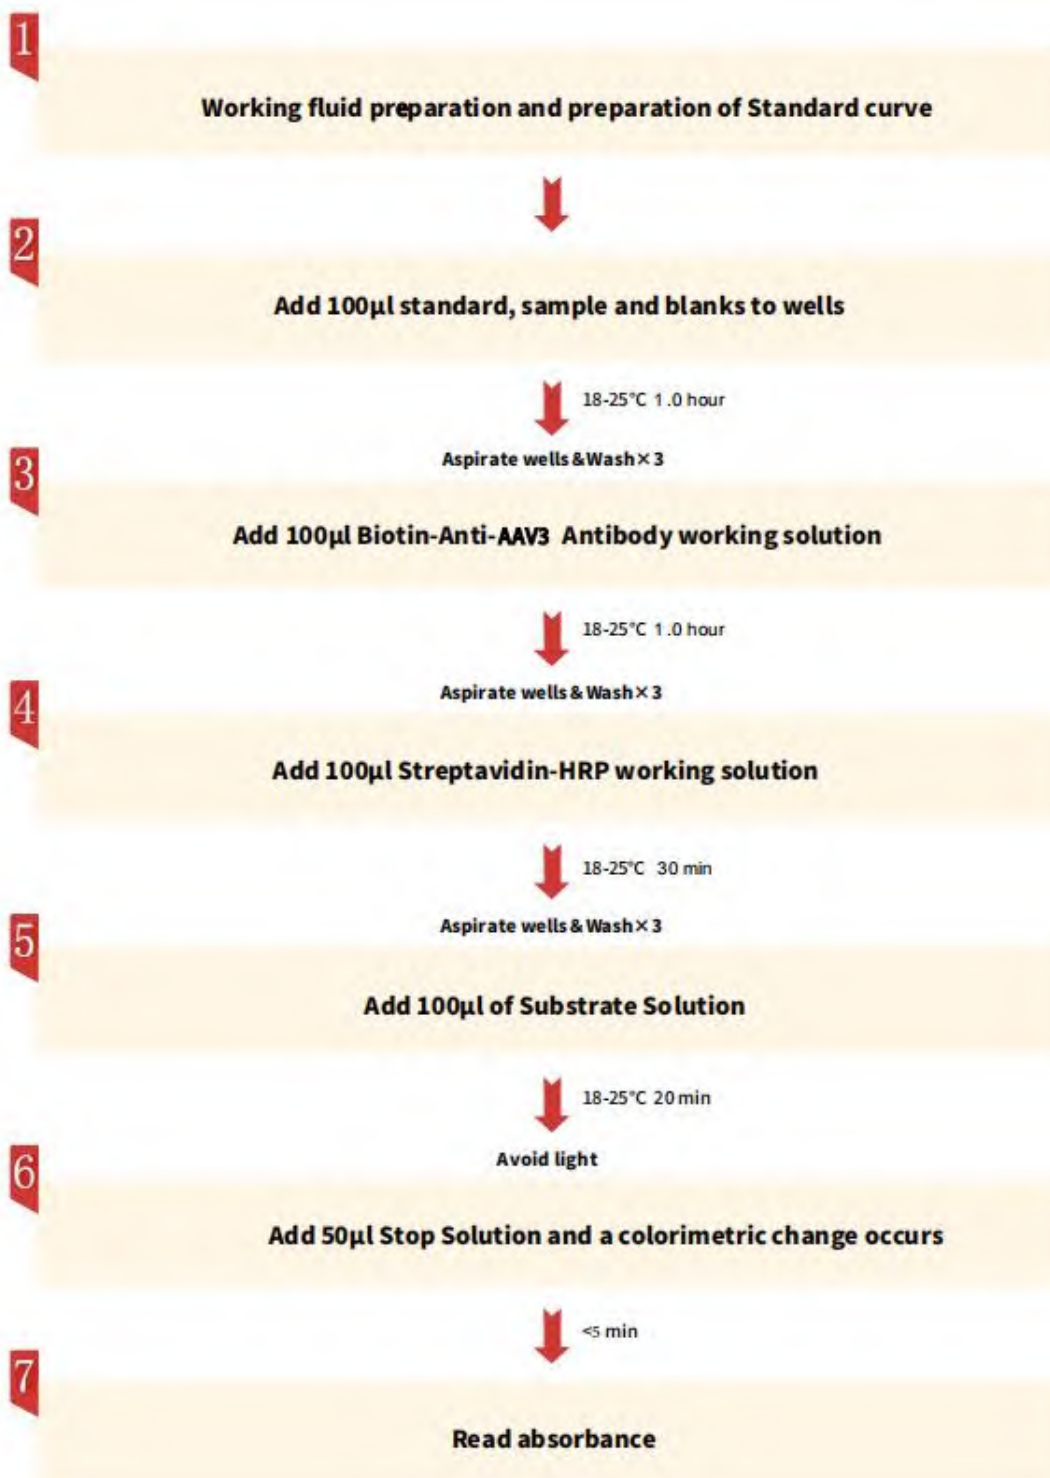 1
Working fluid preparation and preparation of Standard curve
2
Add 100μl standard, sample and blanks to wells
18-25°C 1.0 hour
Aspirate wells&Wash×3
3
Add 100μl Biotin-Anti-AAV3 Antibody working solution
18-25°C 1.0 hour
Aspirate wells&Wash×3
4
Add 100μl Streptavidin-HRP working solution
18-25°C 30 min
Aspirate wells&Wash×3
5
Add 100μl of Substrate Solution
18-25°C 20 min
Avoid light
6
Add 50μl Stop Solution and a colorimetric change occurs
<5 min
7
Read absorbance